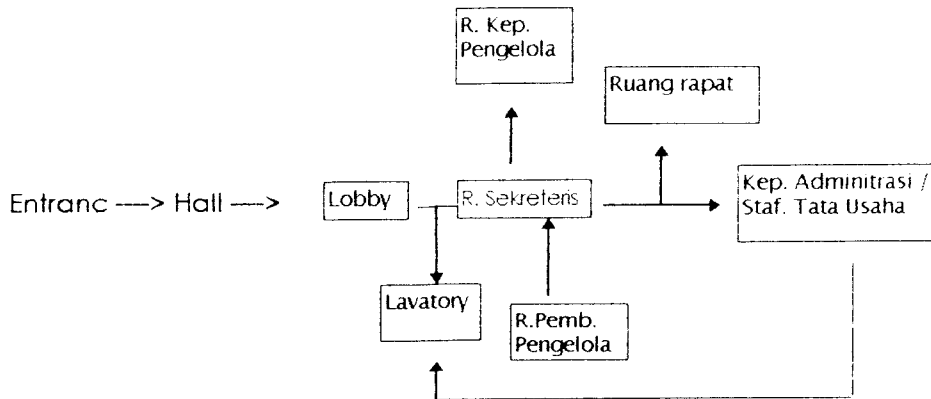 R. Kep.
Pengelola
Ruang rapat
Entranc ----> Hall ---->
Lobby
R. Sekreteris
Kep. Adminitrasi /
Staf. Tata Usaha
Lavatory
R.Pemb.
Pengelola